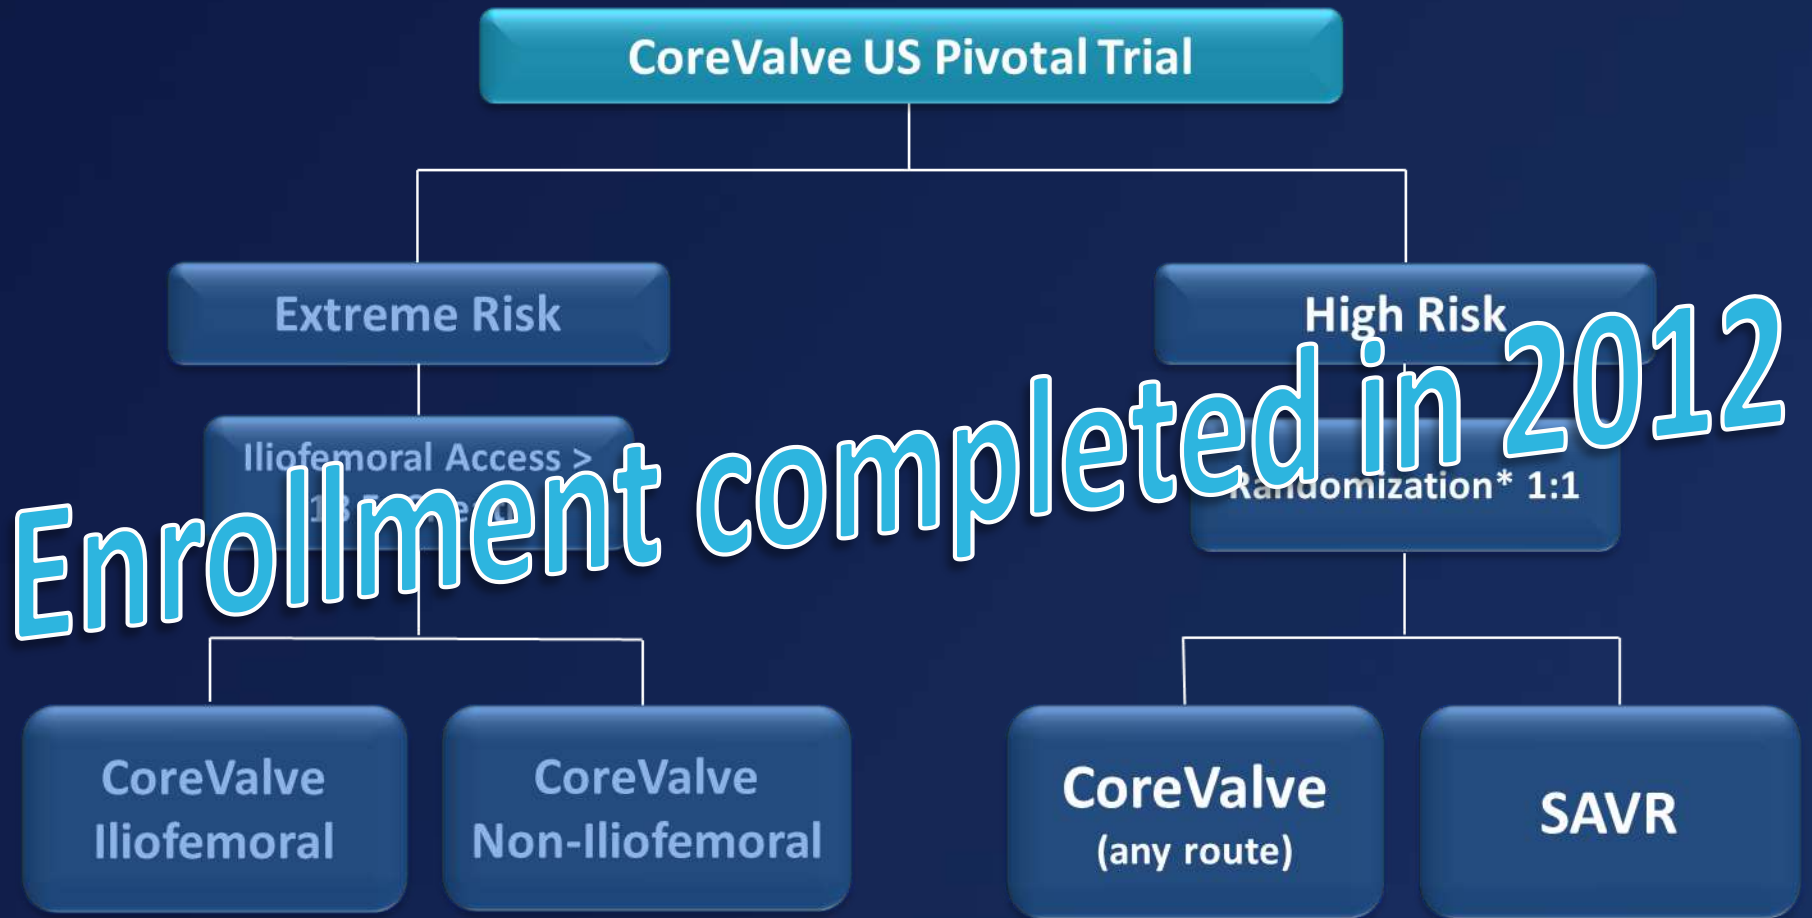 CoreValve US Pivotal Trial
Extreme Risk
High Risk
Iliofemoral Access >
Randomization* 1:1
Enrollment completed in 2012
CoreValve
Iliofemoral
CoreValve
Non-Iliofemoral
CoreValve
(any route)
SAVR